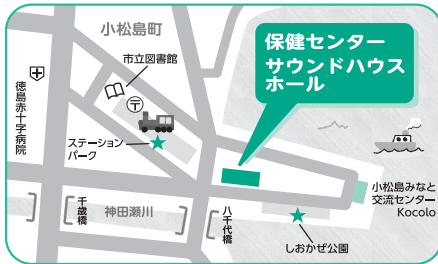 小松島町
市立図書館
保健センター
サウンドハウス
ホール
徳島赤十字病院
ステーション
パーク
小松島みなと
交流センター
Kocolo
千歳橋
神田瀬川
八千代橋
しおかぜ公園